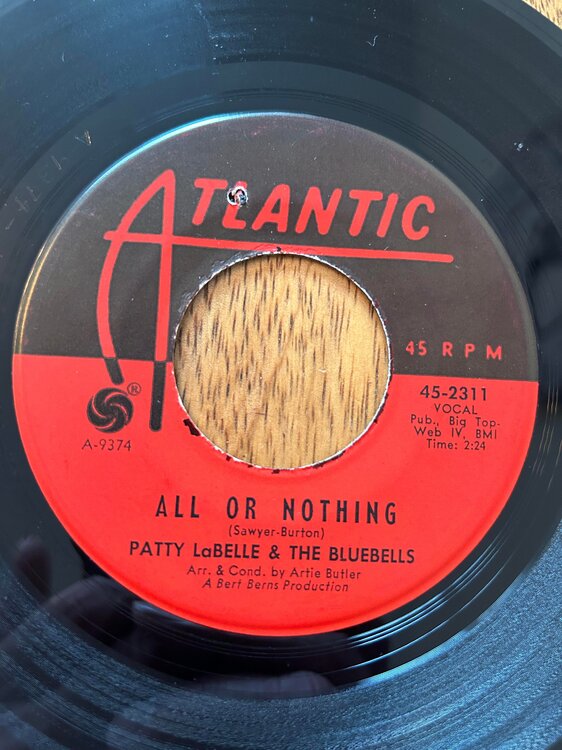 ATLANTIC
®
45 RPM
45-2311
VOCAL
Pub., Big Top-
Web IV, BMI
Time: 2:24
A-9374
ALL OR NOTHING
(Sawyer-Burton)
PATTY LaBELLE & THE BLUEBELLS
Arr. & Cond. by Artie Butler
A Bert Berns Production